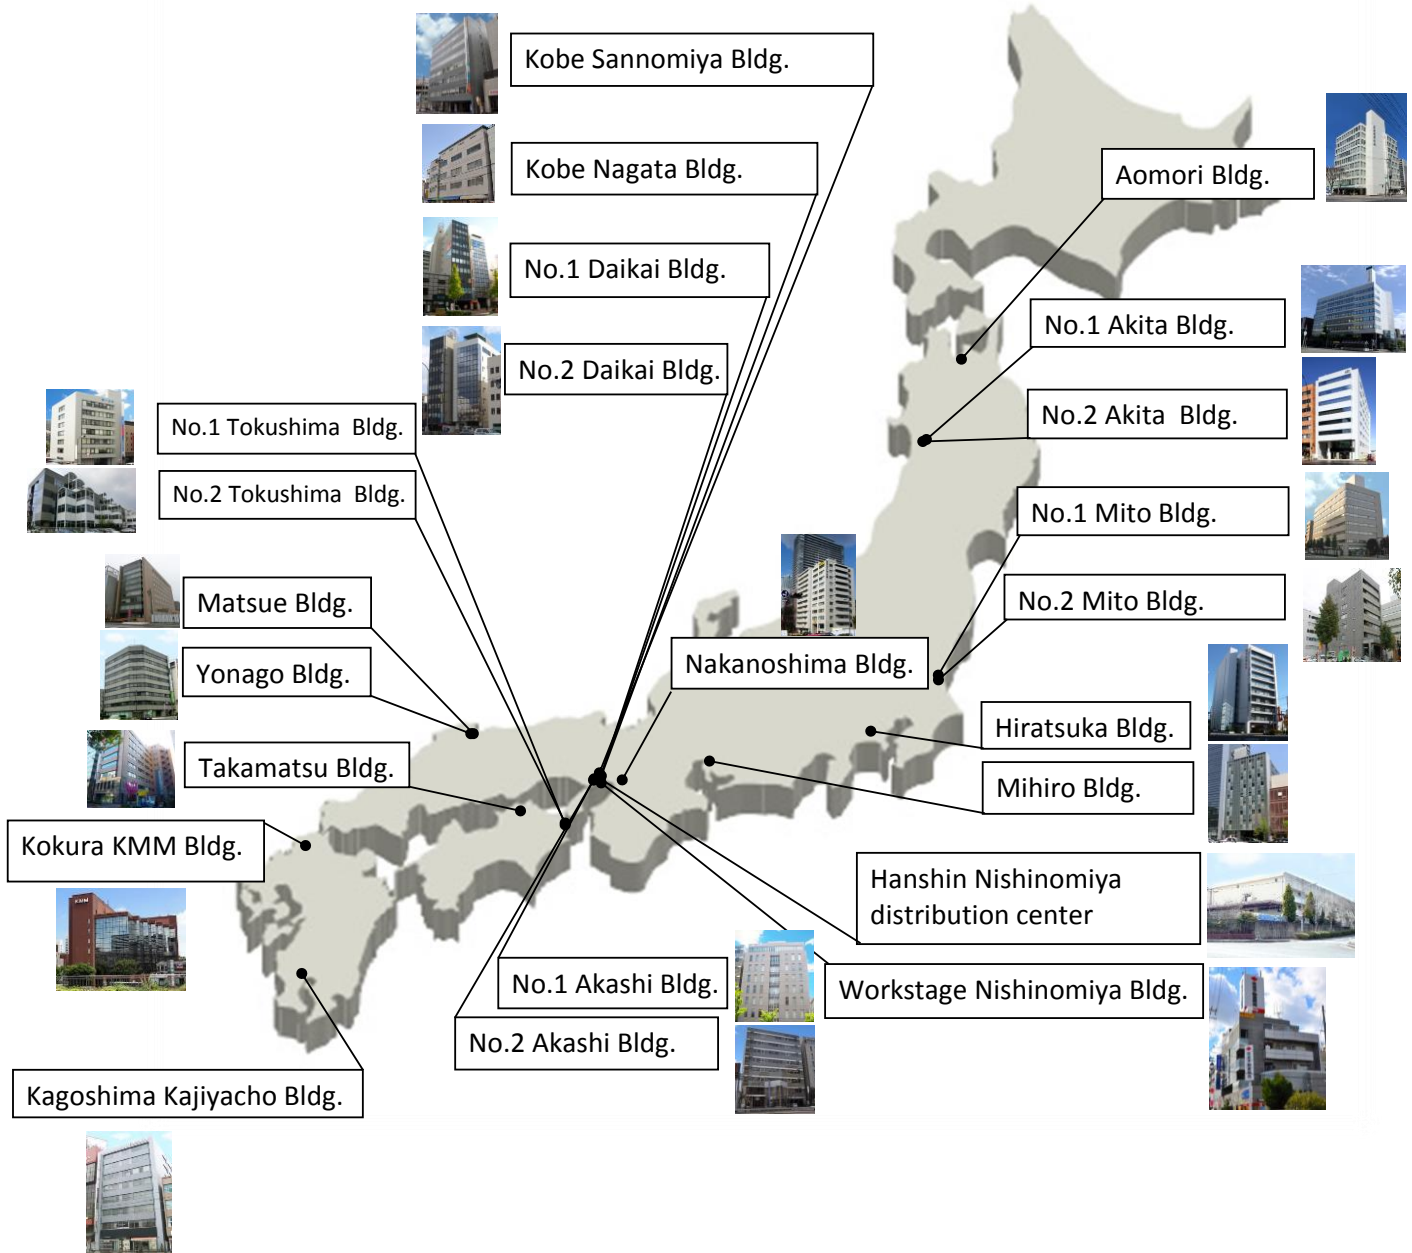 Kobe Sannomiya Bldg.
Kobe Nagata Bldg.
No.1 Daikai Bldg.
No.2 Daikai Bldg.
Aomori Bldg.
No.1 Akita Bldg.
No.2 Akita  Bldg.
No.1 Mito Bldg.
No.2 Mito Bldg.
No.1 Tokushima  Bldg.
No.2 Tokushima  Bldg.
Matsue Bldg.
Yonago Bldg.
Takamatsu Bldg.
Nakanoshima Bldg.
Hiratsuka Bldg.
Mihiro Bldg.
Kokura KMM Bldg.
KMM
Hanshin Nishinomiya
distribution center
Workstage Nishinomiya Bldg.
No.1 Akashi Bldg.
No.2 Akashi Bldg.
Kagoshima Kajiyacho Bldg.